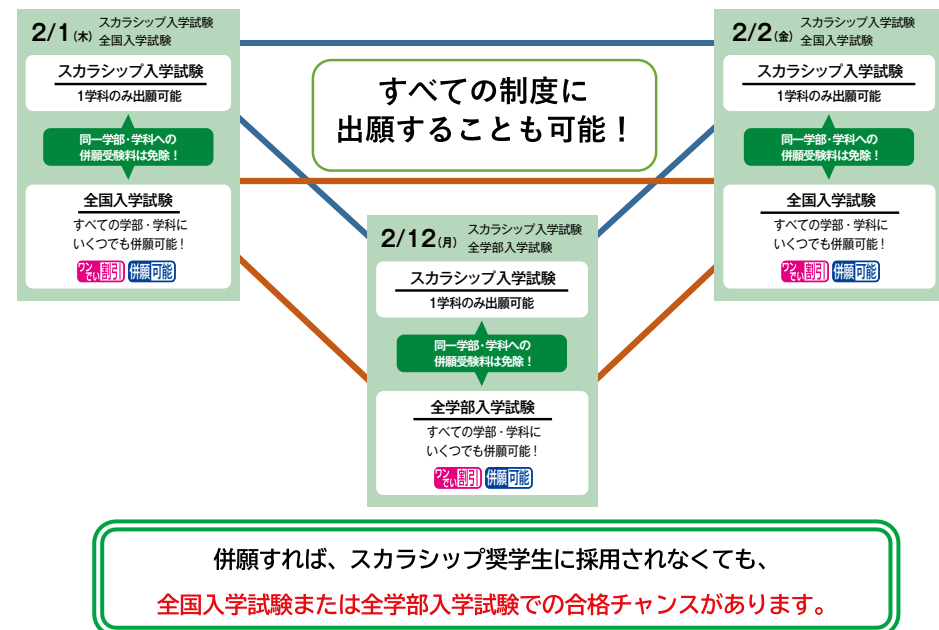 2/1(木) スカラシップ入学試験
全国入学試験
スカラシップ入学試験
1学科のみ出願可能
同一学部・学科への
併願受験料は免除！
全国入学試験
すべての学部・学科に
いくつでも併願可能！
ワンでい割引 併願可能
すべての制度に
出願することも可能！
2/2(金) スカラシップ入学試験
全国入学試験
スカラシップ入学試験
1学科のみ出願可能
同一学部・学科への
併願受験料は免除！
全国入学試験
すべての学部・学科に
いくつでも併願可能！
ワンでい割引 併願可能
2/12(月) スカラシップ入学試験
全学部入学試験
スカラシップ入学試験
1学科のみ出願可能
同一学部・学科への
併願受験料は免除！
全学部入学試験
すべての学部・学科に
いくつでも併願可能！
ワンでい割引 併願可能
併願すれば、スカラシップ奨学生に採用されなくても、
全国入学試験または全学部入学試験での合格チャンスがあります。